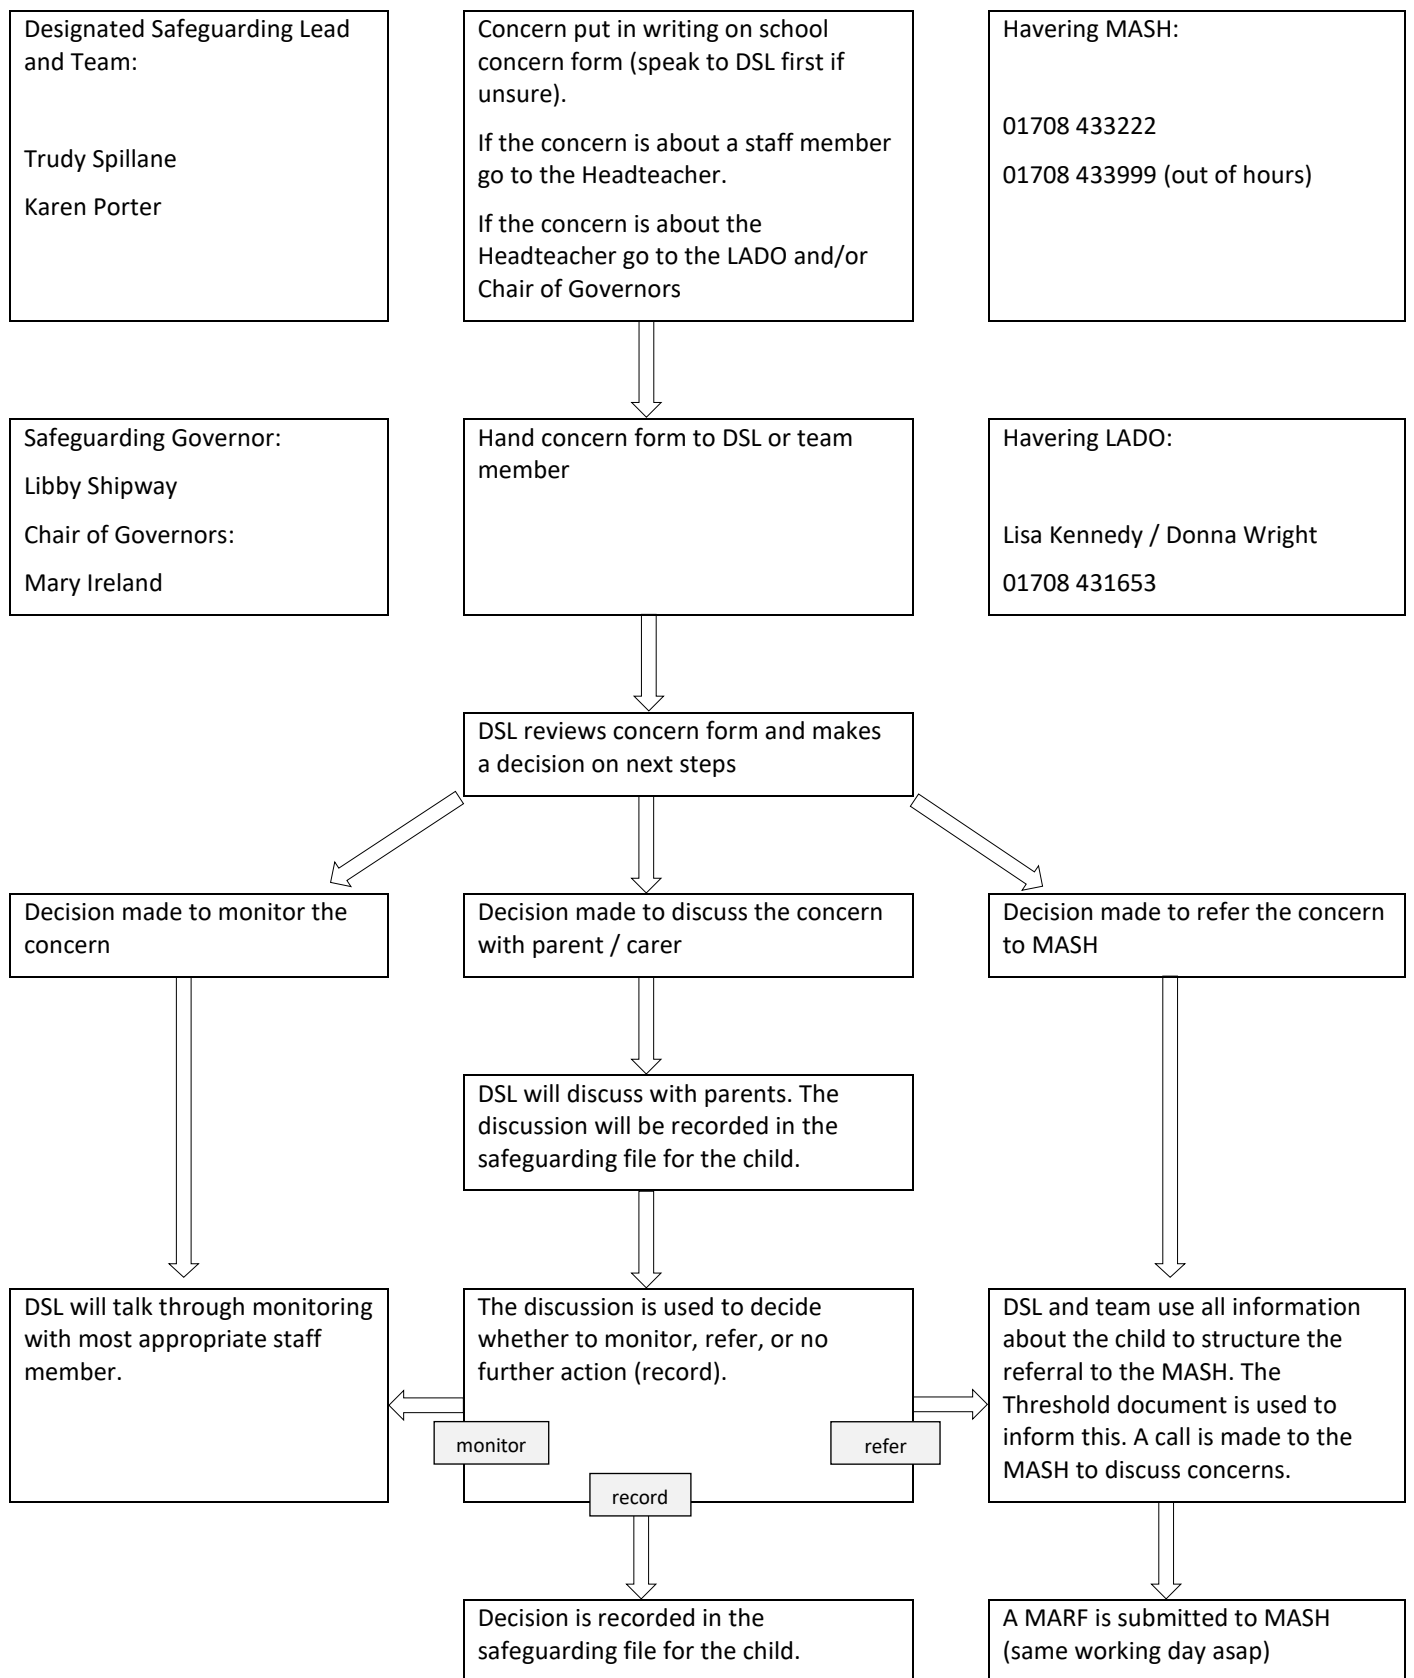 Designated Safeguarding Lead
and Team:
Trudy Spillane
Karen Porter
Concern put in writing on school
concern form (speak to DSL first if
unsure).
If the concern is about a staff member
go to the Headteacher.
If the concern is about the
Headteacher go to the LADO and/or
Chair of Governors
Havering MASH:
01708 433222
01708 433999 (out of hours)
Safeguarding Governor:
Libby Shipway
Chair of Governors:
Mary Ireland
Hand concern form to DSL or team
member
Havering LADO:
Lisa Kennedy / Donna Wright
01708 431653
DSL reviews concern form and makes
a decision on next steps
Decision made to monitor the
concern
Decision made to discuss the concern
with parent / carer
Decision made to refer the concern
to MASH
DSL will discuss with parents. The
discussion will be recorded in the
safeguarding file for the child.
DSL will talk through monitoring
with most appropriate staff
member.
The discussion is used to decide
whether to monitor, refer, or no
further action (record).
monitor
refer
record
DSL and team use all information
about the child to structure the
referral to the MASH. The
Threshold document is used to
inform this. A call is made to the
MASH to discuss concerns.
Decision is recorded in the
safeguarding file for the child.
A MARF is submitted to MASH
(same working day asap)